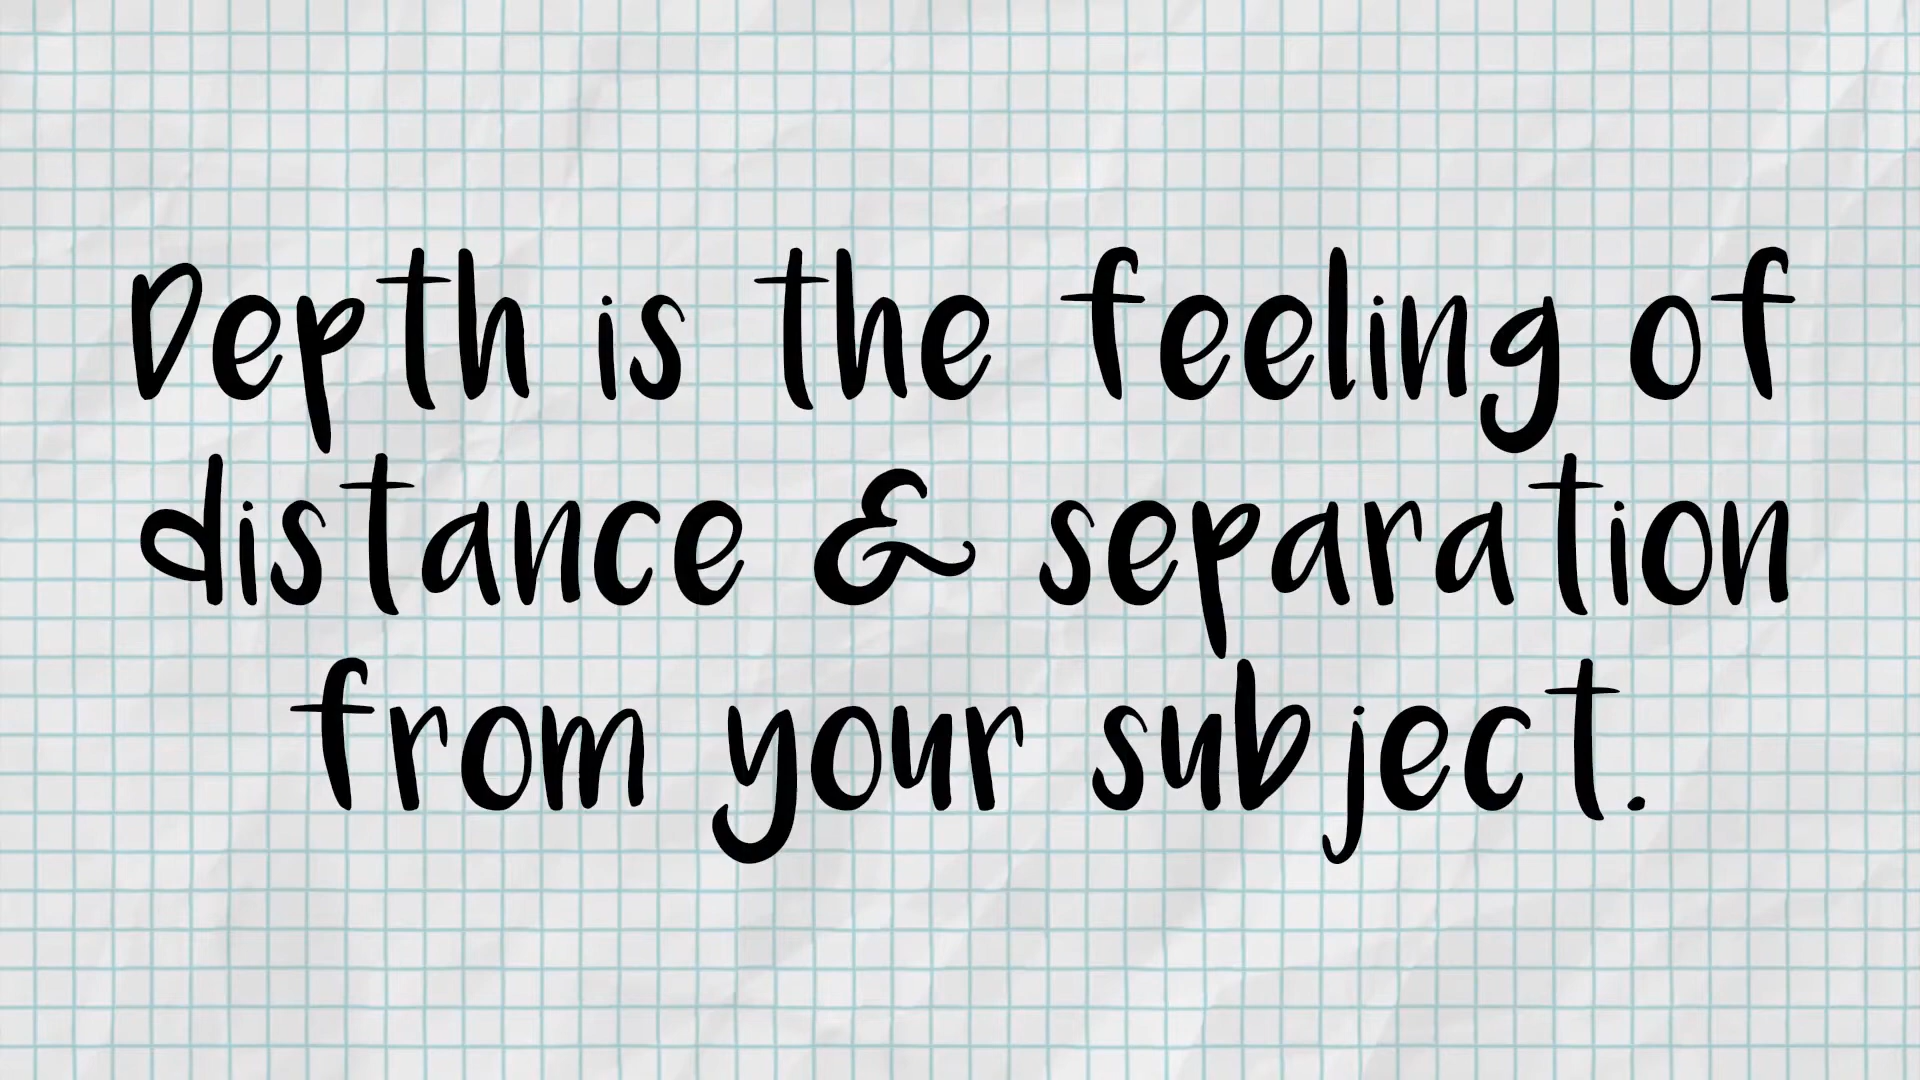 Depth is the feeling of
distance & separation
from your subject.